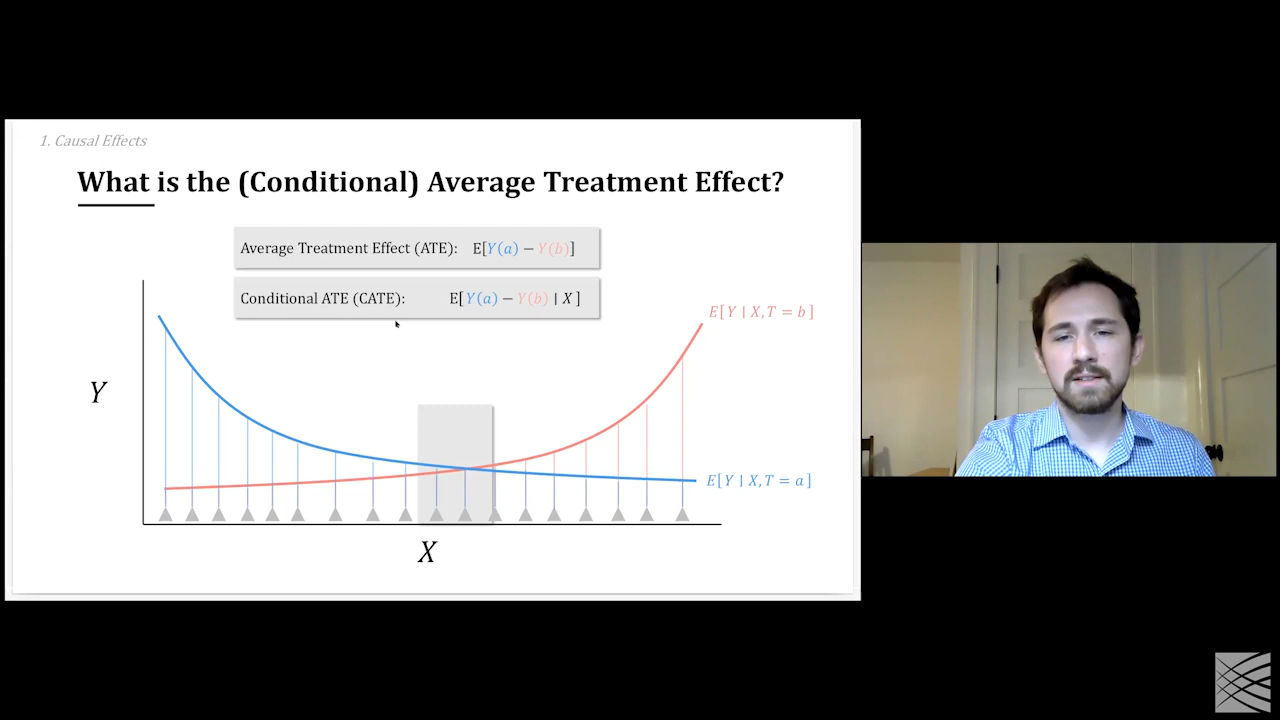 1. Causal Effects
What is the (Conditional) Average Treatment Effect?
Average Treatment Effect (ATE): E[Y(a) − Y(b)]
Conditional ATE (CATE): E[Y(a) − Y(b) | X]
E[Y | X, T = b]
Y
E[Y | X, T = a]
X